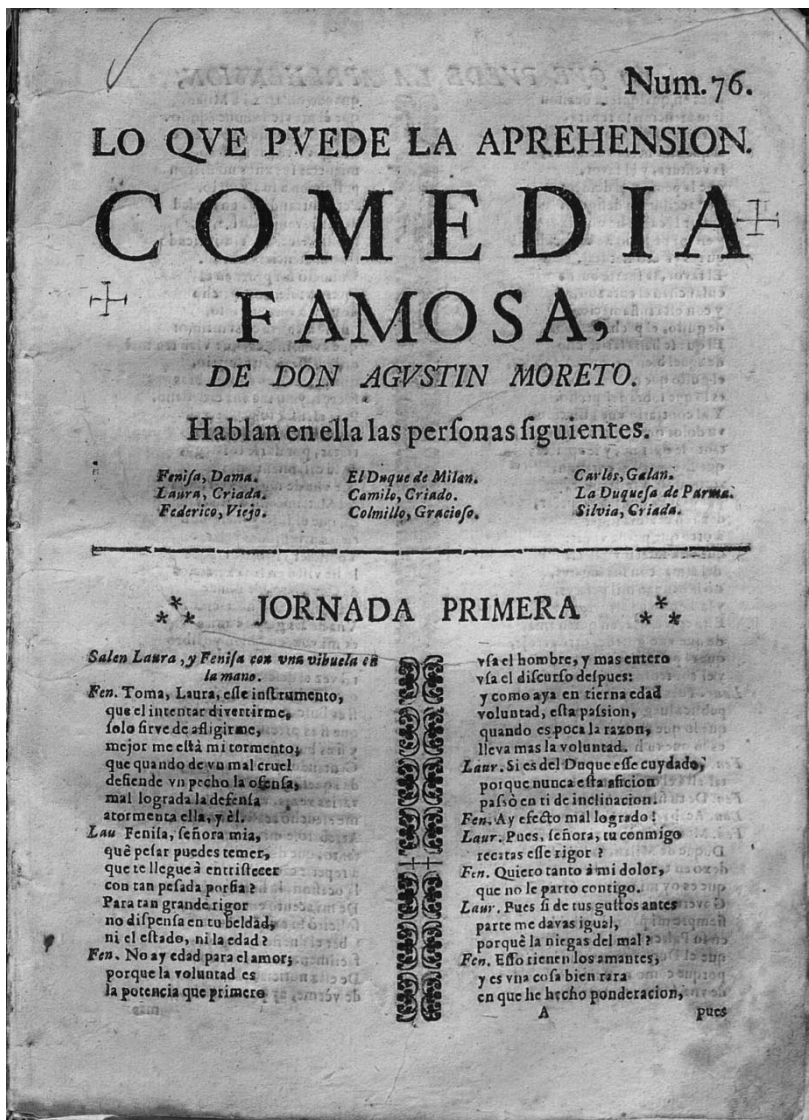 Num. 76.
LO QVE PVEDE LA APREHENSION.
COMEDIA
FAMOSA,
DE DON AGVSTIN MORETO.
Hablan en ella las perſonas ſiguientes.
Feniſa, Dama.
Laura, Criada.
Federico, Viejo.
El Duque de Milan.
Camilo, Criado.
Colmillo, Gracioſo.
Carlos, Galan.
La Duqueſa de Parma.
Silvia, Criada.
JORNADA PRIMERA
Salen Laura, y Feniſa con vna vihuela en
la mano.
Fen. Toma, Laura, eſſe inſtrumento,
que el intentar divertirme,
ſolo ſirve de afligirme,
mejor me eſtà mi tormento;
que quando de vn mal cruel
defiende vn pecho la ofenſa,
mal lograda la defenſa
atormenta ella, y èl.
Lau Feniſa, ſeñora mia,
què peſar puedes temer,
que te llegue à entriſtecer
con tan peſada porfia?
Para tan grande rigor
no diſpenſa en tu beldad,
ni el eſtado, ni la edad?
Fen. No ay edad para el amor;
porque la voluntad es
la potencia que primero
vſa el hombre, y mas entero
vſa el diſcurſo deſpues:
y como aya en tierna edad
voluntad, eſta paſsion,
quando es poca la razon,
lleva mas la voluntad.
Laur. Si es del Duque eſſe cuydado,
porque nunca eſta aficion
paſsò en ti de inclinacion.
Fen. Ay efecto mal logrado!
Laur. Pues, ſeñora, tu conmigo
recatas eſſe rigor?
Fen. Quiero tanto à mi dolor,
que no le parto contigo.
Laur. Pues ſi de tus guſtos antes
parte me davas igual,
porquè la niegas del mal?
Fen. Eſſo tienen los amantes,
y es vna coſa bien rara
en que he hecho ponderacion,
A pues